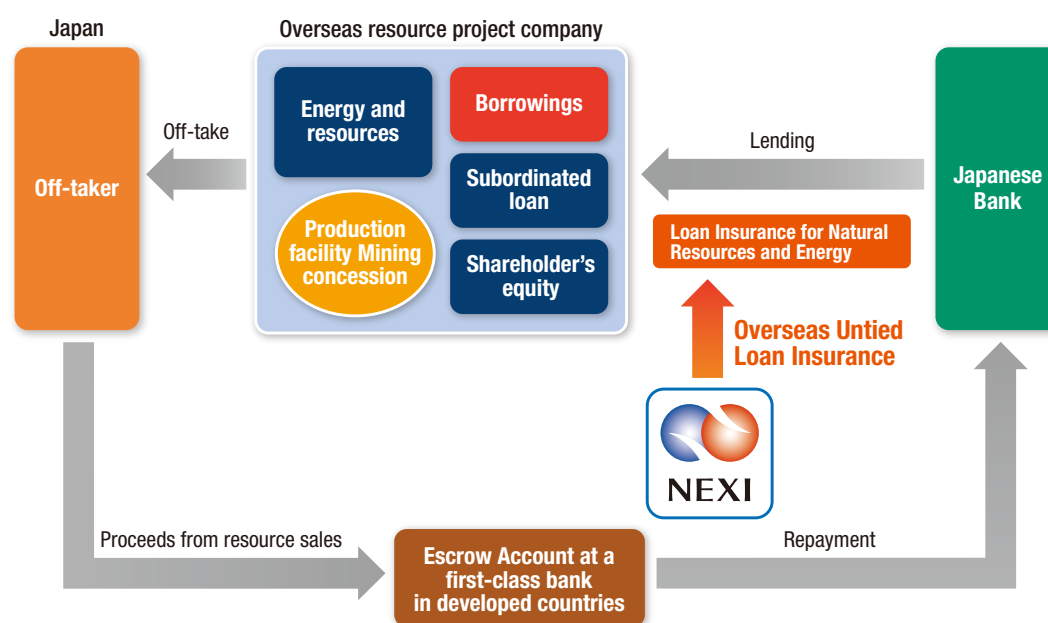 Japan
Overseas resource project company
Off-taker
Off-take
Energy and
resources
Production
facility Mining
concession
Borrowings
Subordinated
loan
Shareholder's
equity
Lending
Japanese
Bank
Loan Insurance for Natural
Resources and Energy
Overseas Untied
Loan Insurance
NEXI
Proceeds from resource sales
Escrow Account at a
first-class bank
in developed countries
Repayment